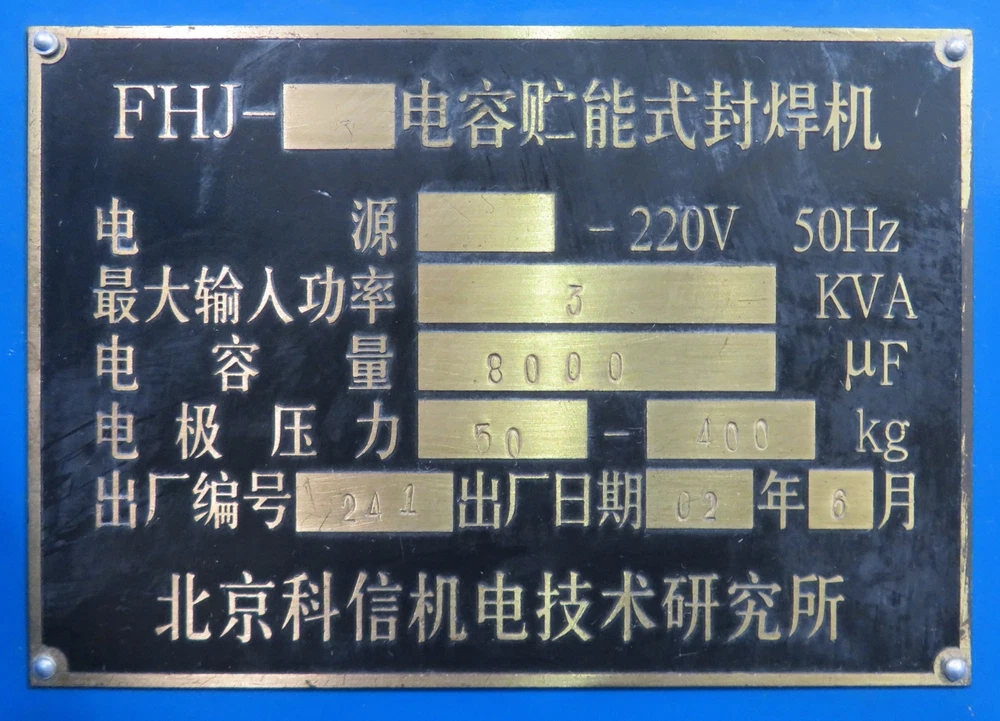 FHJ- 电容贮能式封焊机
电源 - 220V 50Hz
最大输入功率 3 KVA
电容量 8000 μF
电极压力 50 - 400 kg
出厂编号 241 出厂日期 02 年 6 月
北京科信机电技术研究所